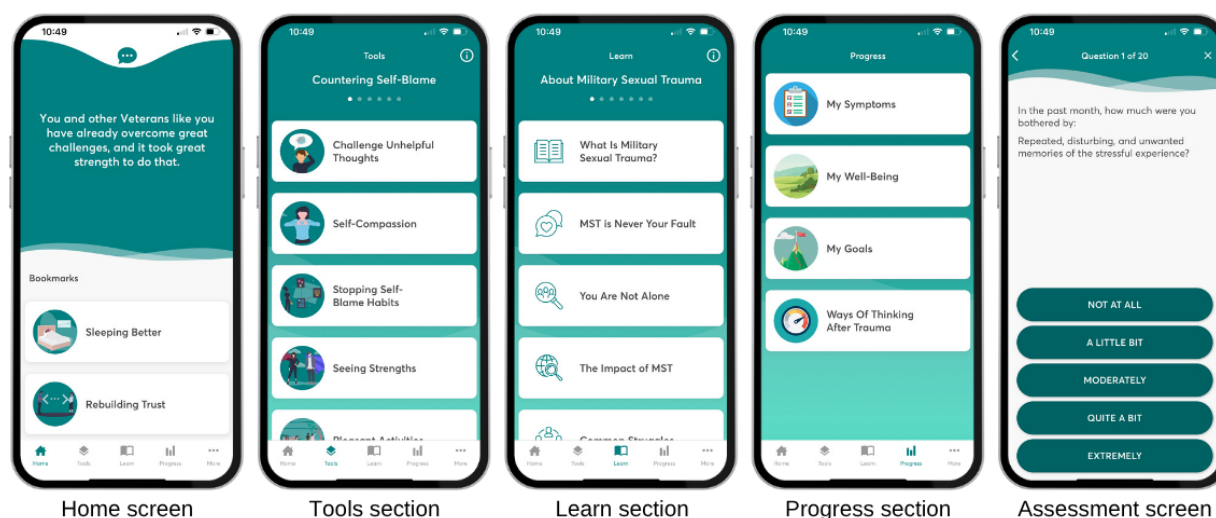 10:49
You and other Veterans like you
have already overcome great
challenges, and it took great
strength to do that.
Bookmarks
Sleeping Better
Rebuilding Trust
Home
Tools
Learn
Progress
More
Home screen
10:49
Tools
Countering Self-Blame
Challenge Unhelpful
Thoughts
Self-Compassion
Stopping Self-
Blame Habits
Seeing Strengths
Pleasant Activities
Home
Tools
Learn
Progress
More
Tools section
10:49
Learn
About Military Sexual Trauma
What Is Military
Sexual Trauma?
MST is Never Your Fault
You Are Not Alone
The Impact of MST
Common Struggles
Home
Tools
Learn
Progress
More
Learn section
10:49
Progress
My Symptoms
My Well-Being
My Goals
Ways Of Thinking
After Trauma
Home
Tools
Learn
Progress
More
Progress section
10:49
Question 1 of 20
In the past month, how much were you
bothered by:
Repeated, disturbing, and unwanted
memories of the stressful experience?
NOT AT ALL
A LITTLE BIT
MODERATELY
QUITE A BIT
EXTREMELY
Assessment screen